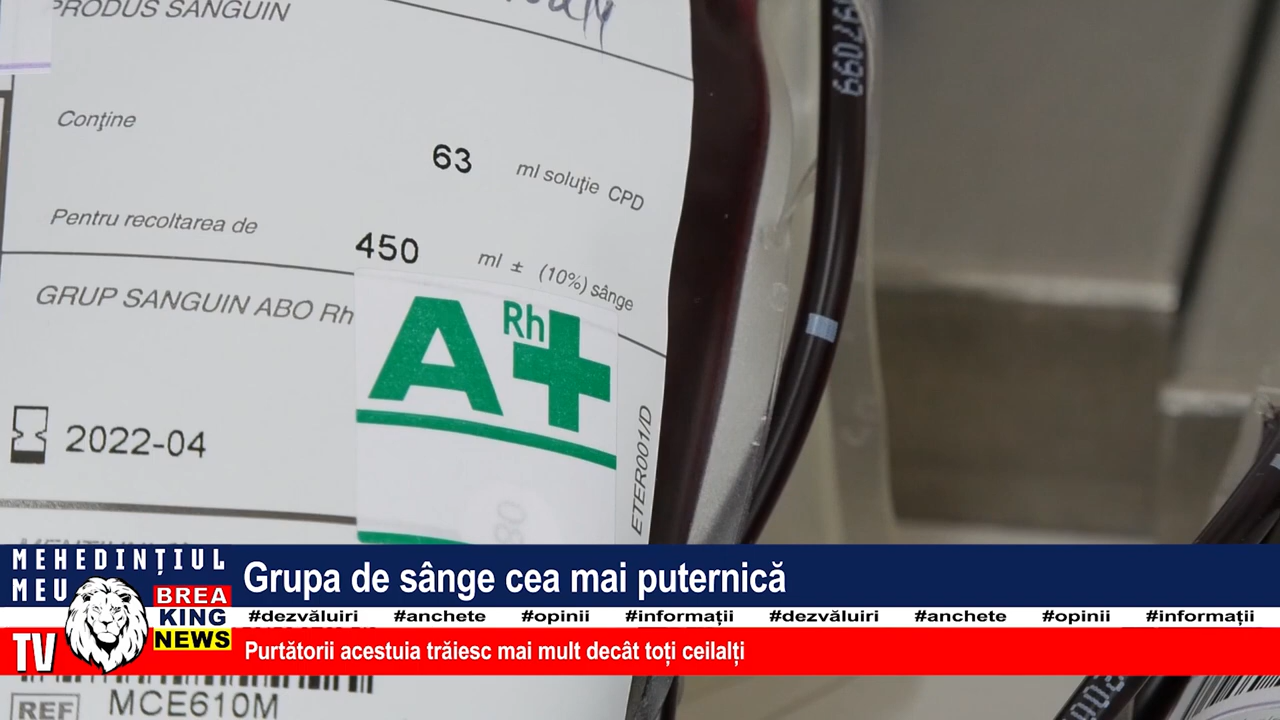 PRODUS SANGUIN
Conţine
63 ml soluţie CPD
Pentru recoltarea de
450 ml ± (10%) sânge
GRUP SANGUIN ABO Rh
A Rh +
2022-04
ETER001/D
MEHEDINȚIUL
MEU
TV
BREA
KING
NEWS
Grupa de sânge cea mai puternică
#dezvăluiri #anchete #opinii #informații #dezvăluiri #anchete #opinii #informații
Purtătorii acestuia trăiesc mai mult decât toți ceilalți
REF MCE610M